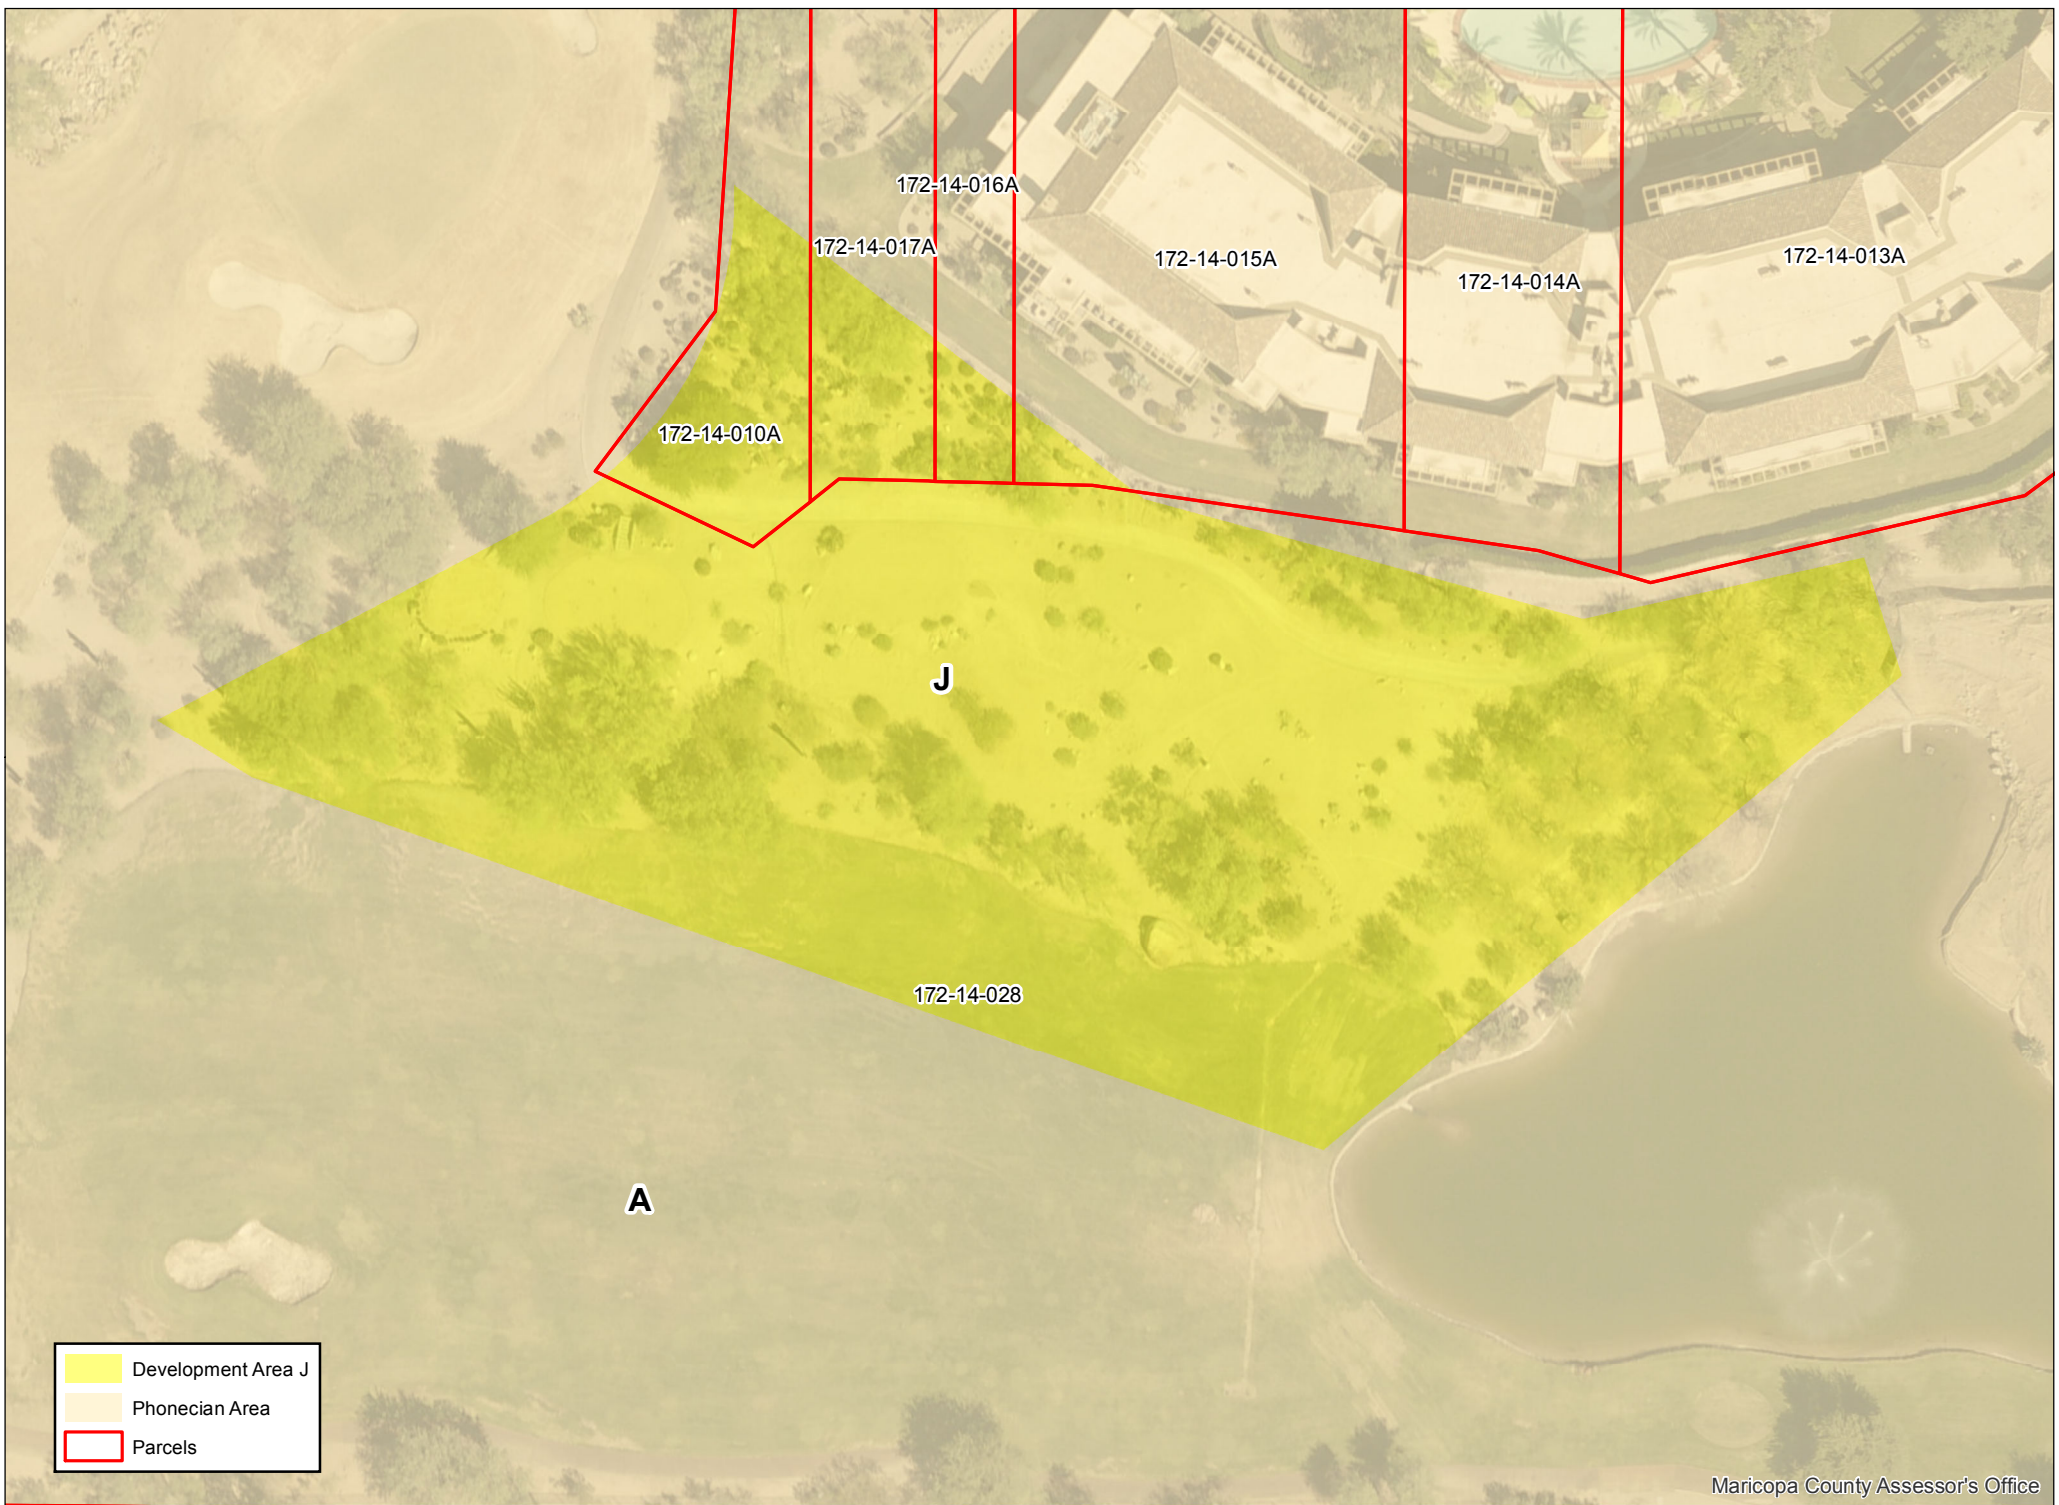 172-14-016A
172-14-017A
172-14-015A
172-14-014A
172-14-013A
172-14-010A
J
172-14-028
A
Development Area J
Phonecian Area
Parcels
Maricopa County Assessor's Office